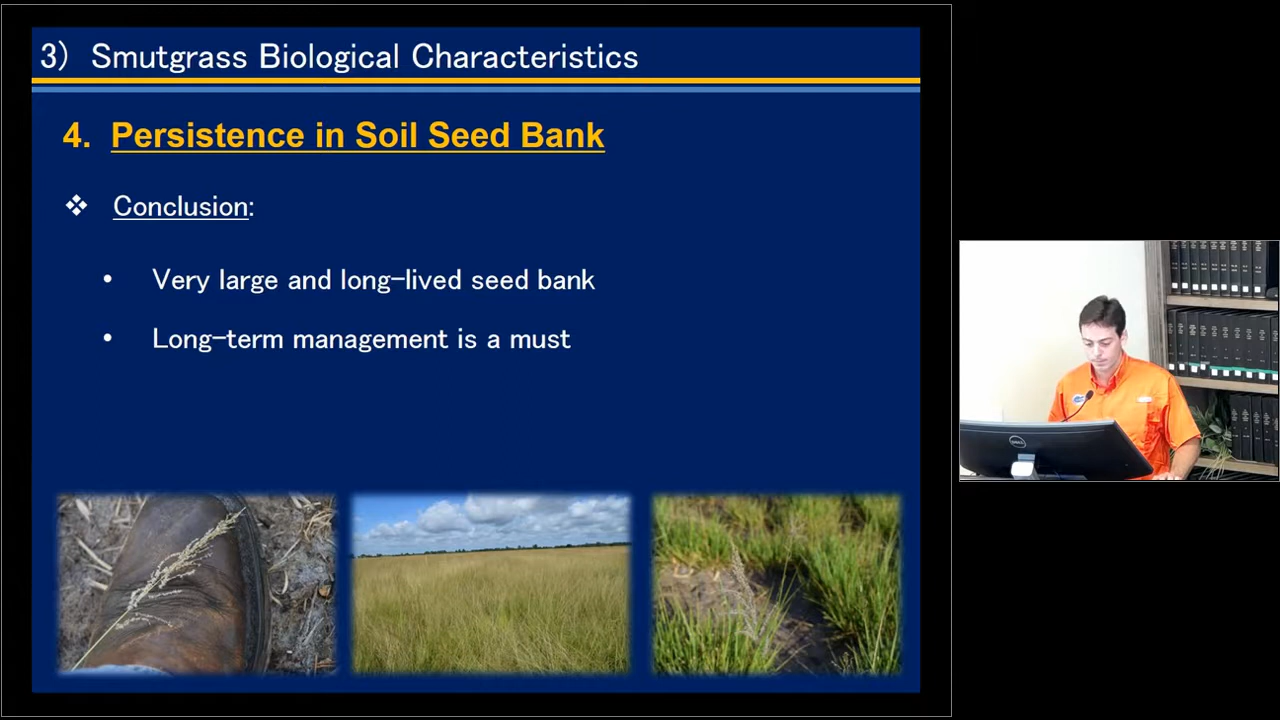 3) Smutgrass Biological Characteristics
4. Persistence in Soil Seed Bank
❖ Conclusion:
• Very large and long-lived seed bank
• Long-term management is a must
DELL